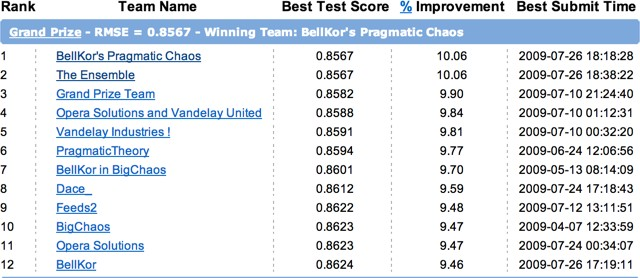 Rank Team Name Best Test Score % Improvement Best Submit Time
Grand Prize - RMSE = 0.8567 - Winning Team: BellKor's Pragmatic Chaos
1 BellKor's Pragmatic Chaos 0.8567 10.06 2009-07-26 18:18:28
2 The Ensemble 0.8567 10.06 2009-07-26 18:38:22
3 Grand Prize Team 0.8582 9.90 2009-07-10 21:24:40
4 Opera Solutions and Vandelay United 0.8588 9.84 2009-07-10 01:12:31
5 Vandelay Industries ! 0.8591 9.81 2009-07-10 00:32:20
6 PragmaticTheory 0.8594 9.77 2009-06-24 12:06:56
7 BellKor in BigChaos 0.8601 9.70 2009-05-13 08:14:09
8 Dace_ 0.8612 9.59 2009-07-24 17:18:43
9 Feeds2 0.8622 9.48 2009-07-12 13:11:51
10 BigChaos 0.8623 9.47 2009-04-07 12:33:59
11 Opera Solutions 0.8623 9.47 2009-07-24 00:34:07
12 BellKor 0.8624 9.46 2009-07-26 17:19:11